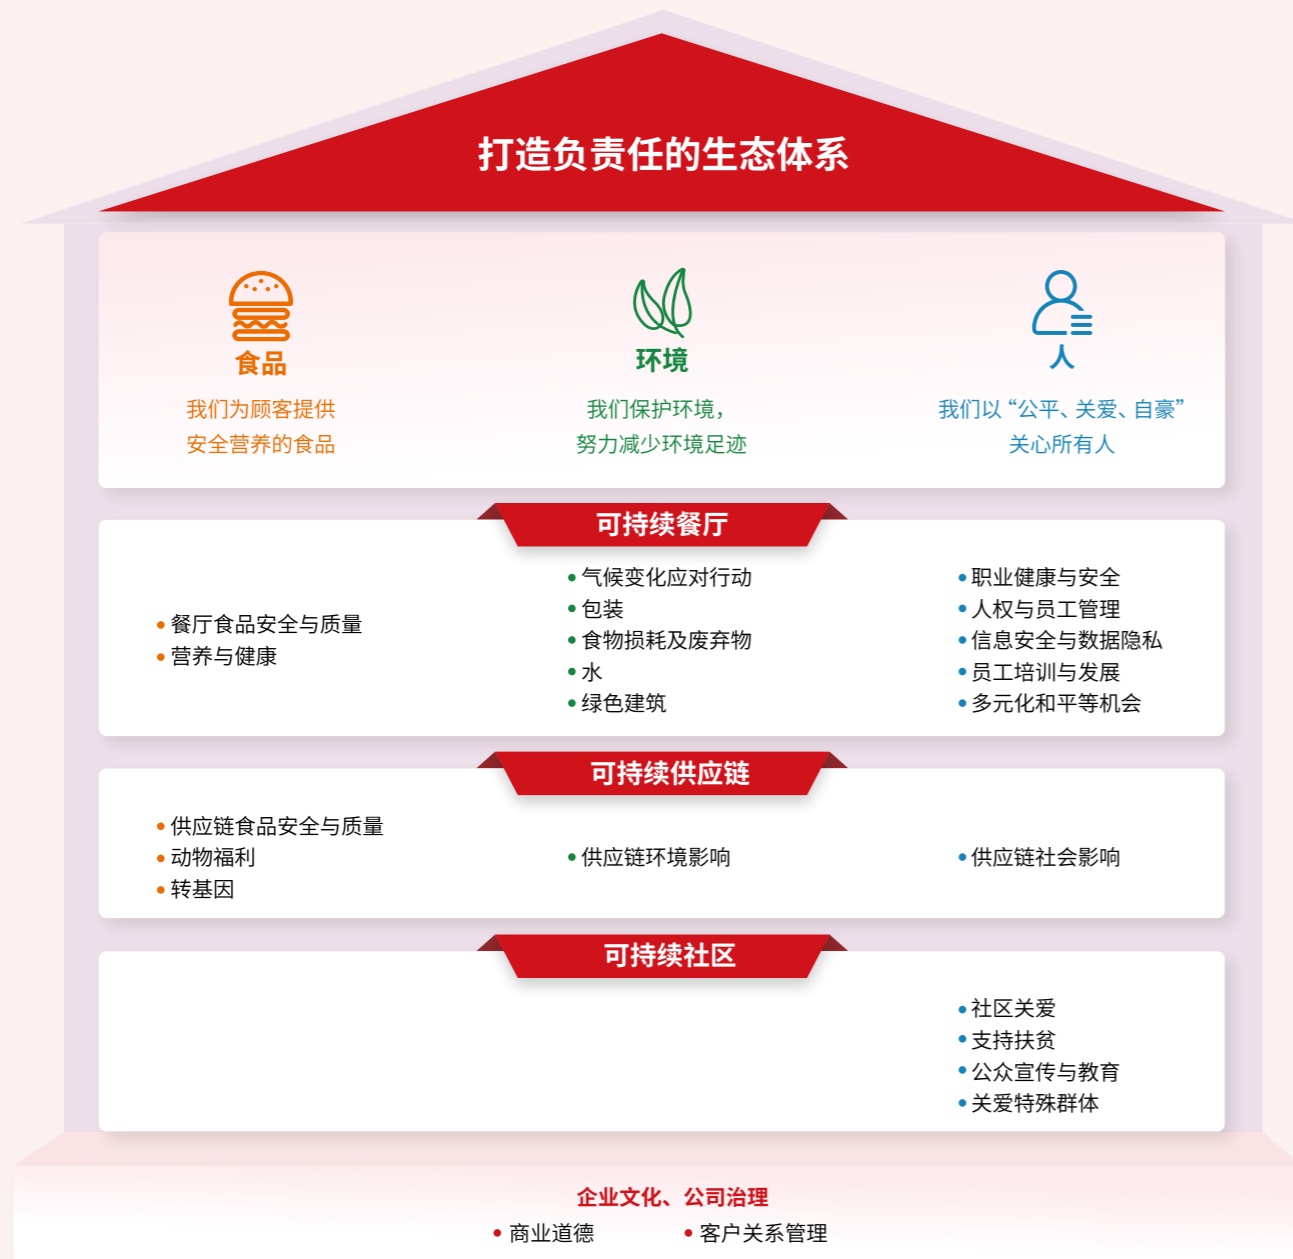 打造负责任的生态体系
食品
我们为顾客提供
安全营养的食品
环境
我们保护环境，
努力减少环境足迹
人
我们以“公平、关爱、自豪”
关心所有人
可持续餐厅
餐厅食品安全与质量
营养与健康
气候变化应对行动
包装
食物损耗及废弃物
水
绿色建筑
职业健康与安全
人权与员工管理
信息安全与数据隐私
员工培训与发展
多元化和平等机会
可持续供应链
供应链食品安全与质量
动物福利
转基因
供应链环境影响
供应链社会影响
可持续社区
社区关爱
支持扶贫
公众宣传与教育
关爱特殊群体
企业文化、公司治理
商业道德
客户关系管理